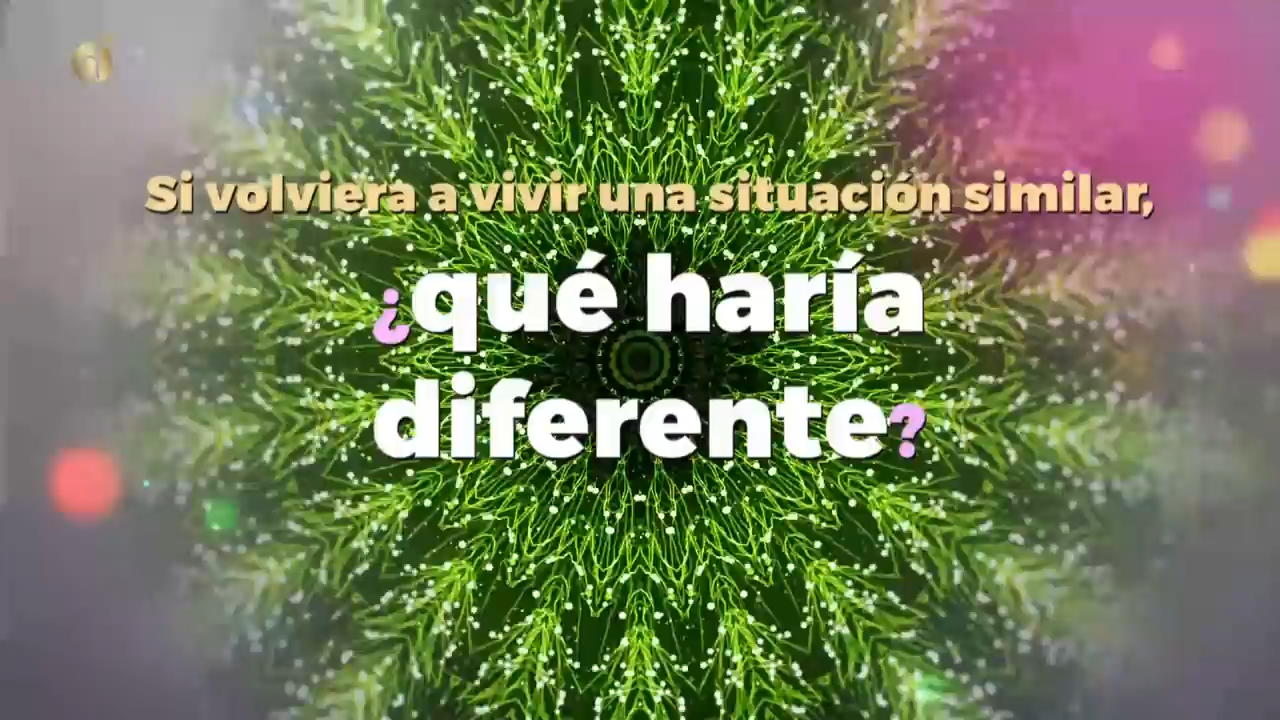 Si volviera a vivir una situación similar,
¿qué haría
diferente?